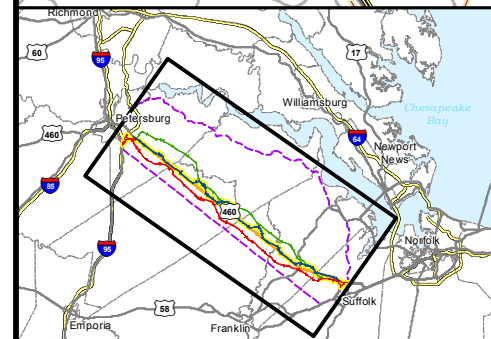 Richmond
60
17
95
Williamsburg
Chesapeake
Bay
Petersburg
460
64
Newport
News
85
460
95
Norfolk
Suffolk
58
Emporia
Franklin